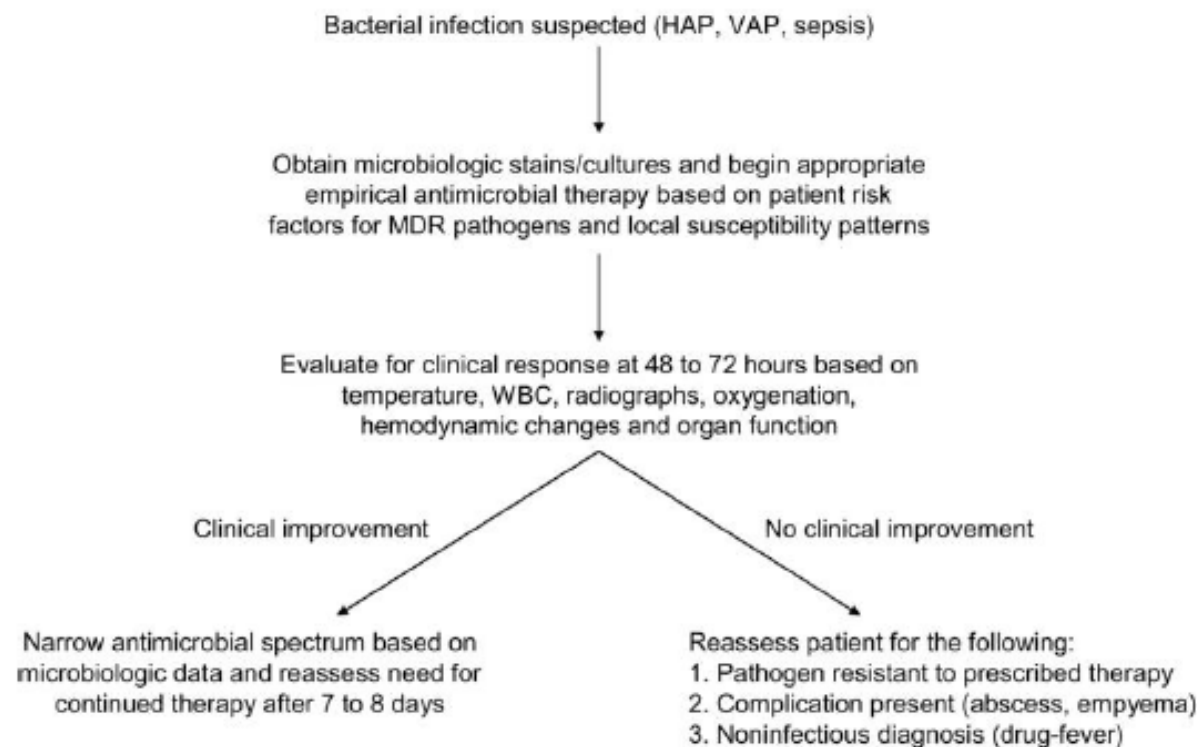 Bacterial infection suspected (HAP, VAP, sepsis)
Obtain microbiologic stains/cultures and begin appropriate
empirical antimicrobial therapy based on patient risk
factors for MDR pathogens and local susceptibility patterns
Evaluate for clinical response at 48 to 72 hours based on
temperature, WBC, radiographs, oxygenation,
hemodynamic changes and organ function
Clinical improvement
No clinical improvement
Narrow antimicrobial spectrum based on
microbiologic data and reassess need for
continued therapy after 7 to 8 days
Reassess patient for the following:
1. Pathogen resistant to prescribed therapy
2. Complication present (abscess, empyema)
3. Noninfectious diagnosis (drug-fever)